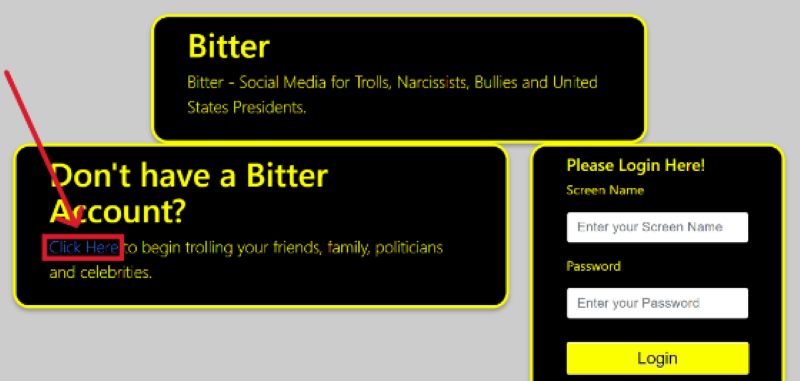 Bitter
Bitter - Social Media for Trolls, Narcissists, Bullies and United
States Presidents.
Don't have a Bitter
Account?
Click Here to begin trolling your friends, family, politicians
and celebrities.
Please Login Here!
Screen Name
Enter your Screen Name
Password
Enter your Password
Login